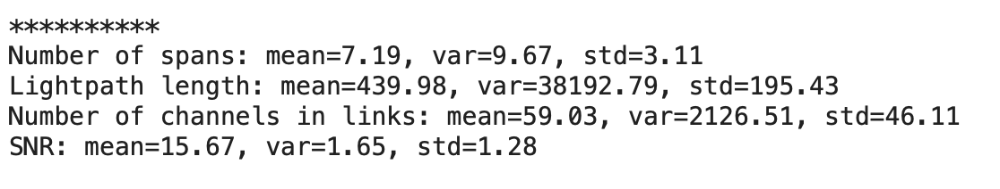 **********
Number of spans: mean=7.19, var=9.67, std=3.11
Lightpath length: mean=439.98, var=38192.79, std=195.43
Number of channels in links: mean=59.03, var=2126.51, std=46.11
SNR: mean=15.67, var=1.65, std=1.28